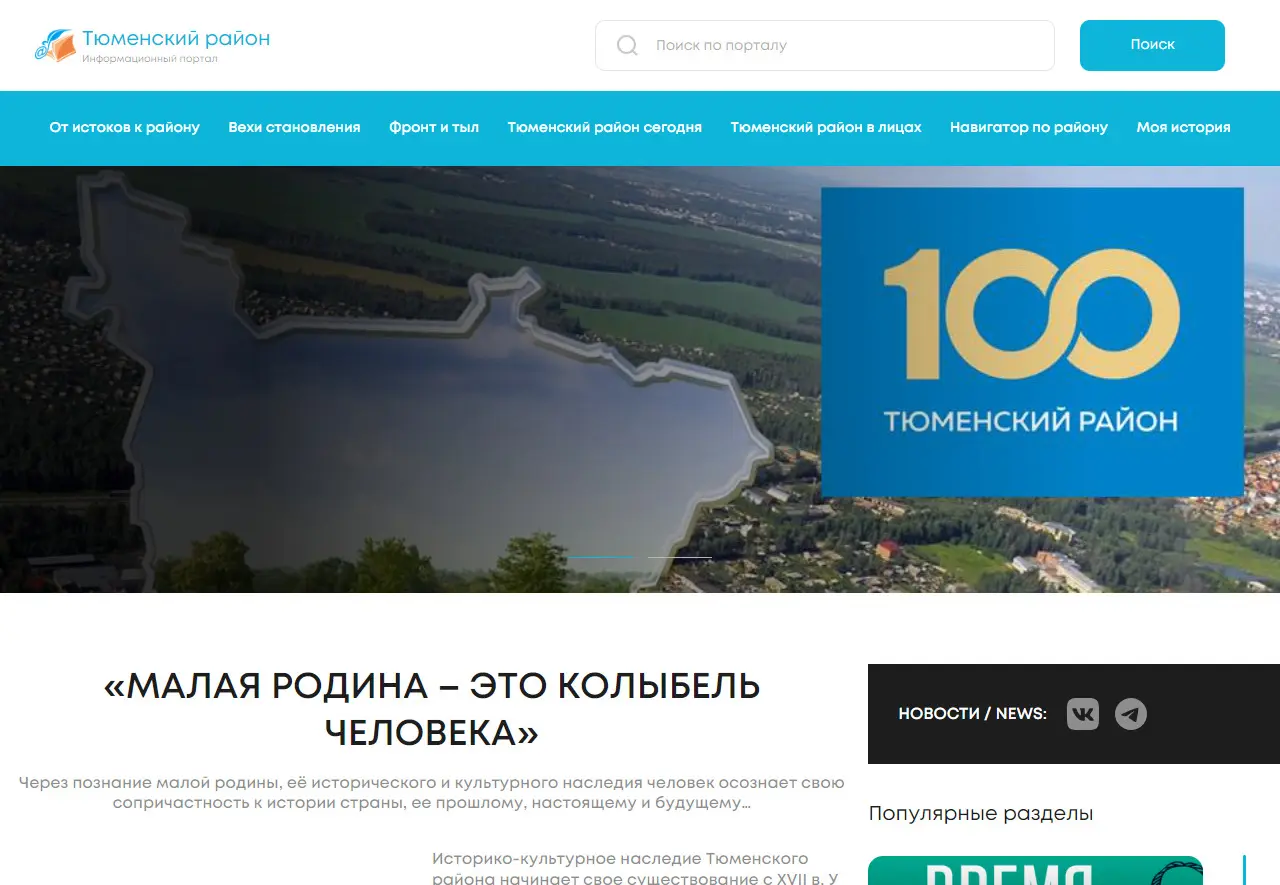 Тюменский район
Информационный портал
Поиск по порталу
Поиск
От истоков к району
Вехи становления
Фронт и тыл
Тюменский район сегодня
Тюменский район в лицах
Навигатор по району
Моя история
100
ТЮМЕНСКИЙ РАЙОН
«МАЛАЯ РОДИНА – ЭТО КОЛЫБЕЛЬ
ЧЕЛОВЕКА»
Через познание малой родины, её исторического и культурного наследия человек осознает свою
сопричастность к истории страны, ее прошлому, настоящему и будущему...
Историко-культурное наследие Тюменского
района начинает свое существование с XVII в. У
НОВОСТИ / NEWS:
Популярные разделы
ВРЕМЯ